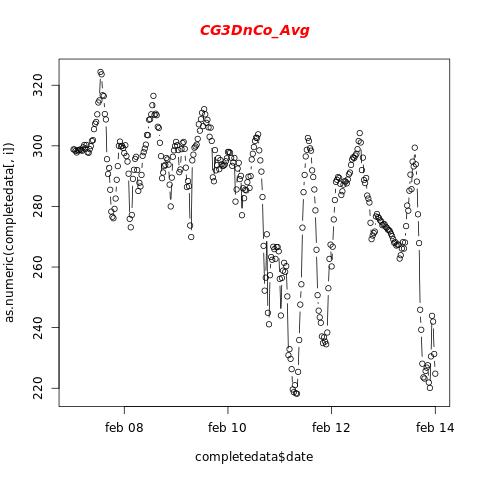 CG3DnCo_Avg
as.numeric(completedata[, i])
320
300
280
260
240
220
feb 08
feb 10
feb 12
feb 14
completedata$date